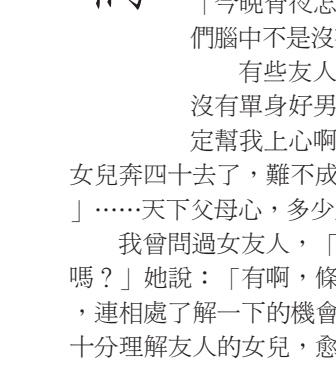 「今晚宵夜怎
們腦中不是沒
有些友人
沒有單身好男
定幫我上心啊
女兒奔四十去了,難不成
」……天下父母心,多少
我曾問過女友人,「
嗎?」她說:「有啊,條
,連相處了解一下的機會
十分理解友人的女兒,愈